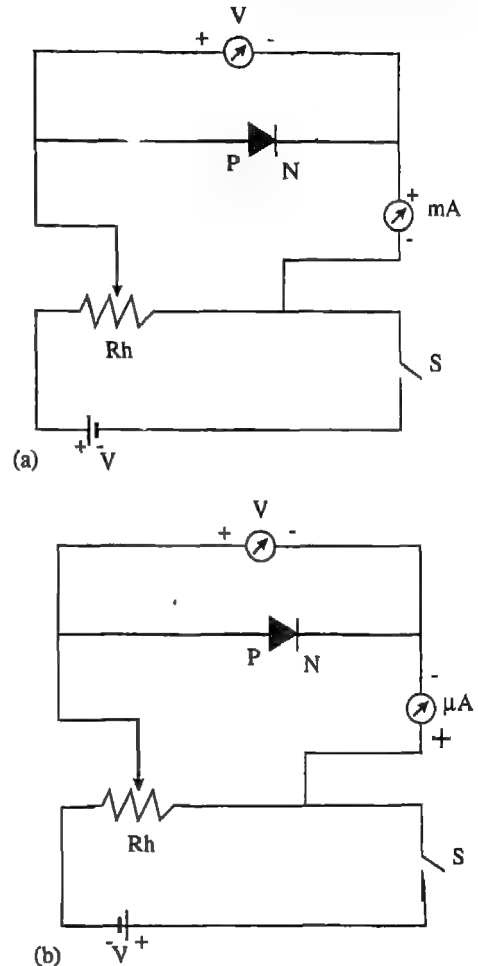 V
+ -
P N
+
mA
-
Rh
S
+ - V
(a)
V
+ -
P N
-
μA
+
Rh
S
- V +
(b)